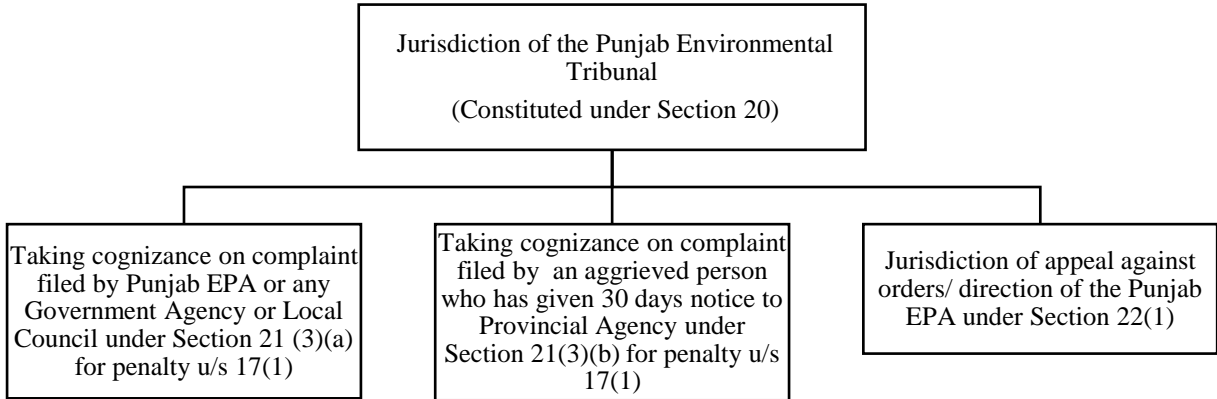 Jurisdiction of the Punjab Environmental
Tribunal
(Constituted under Section 20)
Taking cognizance on complaint
filed by Punjab EPA or any
Government Agency or Local
Council under Section 21 (3)(a)
for penalty u/s 17(1)
Taking cognizance on complaint
filed by  an aggrieved person
who has given 30 days notice to
Provincial Agency under
Section 21(3)(b) for penalty u/s
17(1)
Jurisdiction of appeal against
orders/ direction of the Punjab
EPA under Section 22(1)